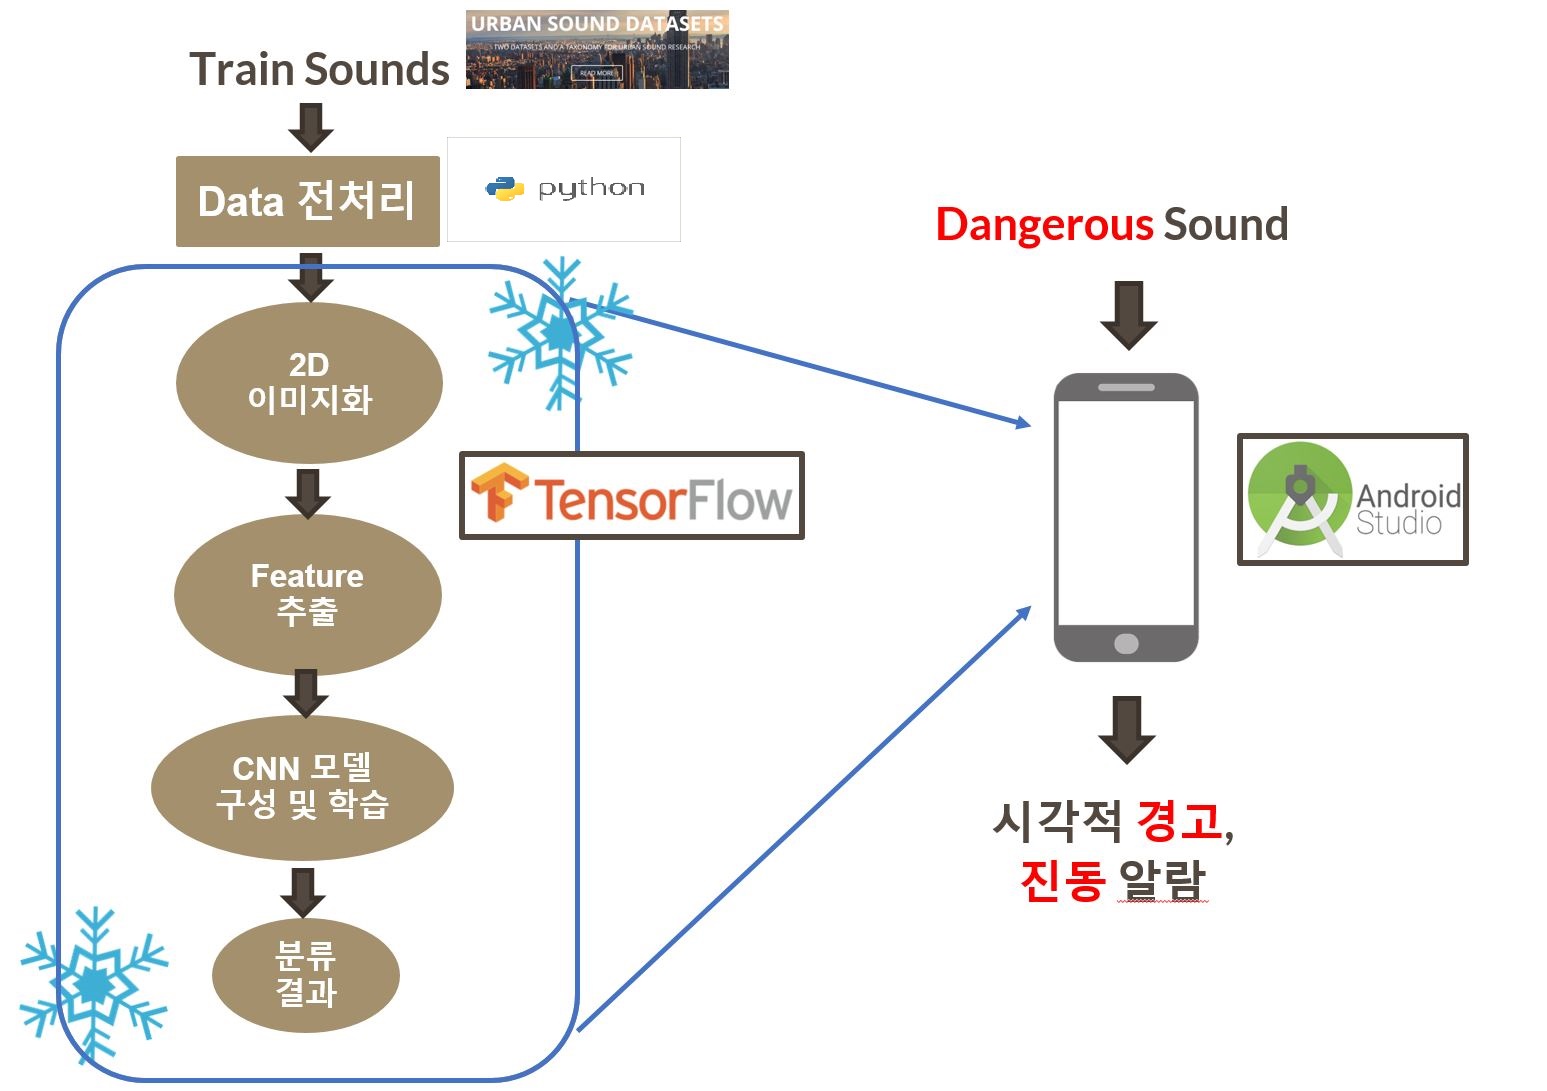 URBAN SOUND DATASETS
TWO DATASETS AND A TAXONOMY FOR URBAN SOUND RESEARCH
READ MORE
Train Sounds
Data 전처리
python
2D
이미지화
TensorFlow
Feature
추출
CNN 모델
구성 및 학습
분류
결과
Dangerous Sound
Android
Studio
시각적 경고,
진동 알람